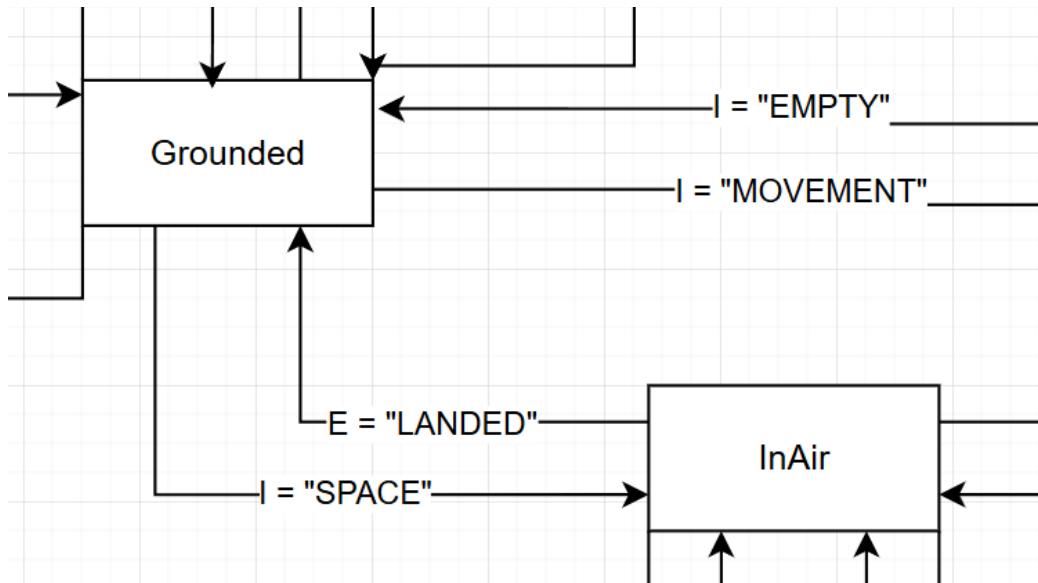 I = "EMPTY"
Grounded
I = "MOVEMENT"
E = "LANDED"
InAir
I = "SPACE"